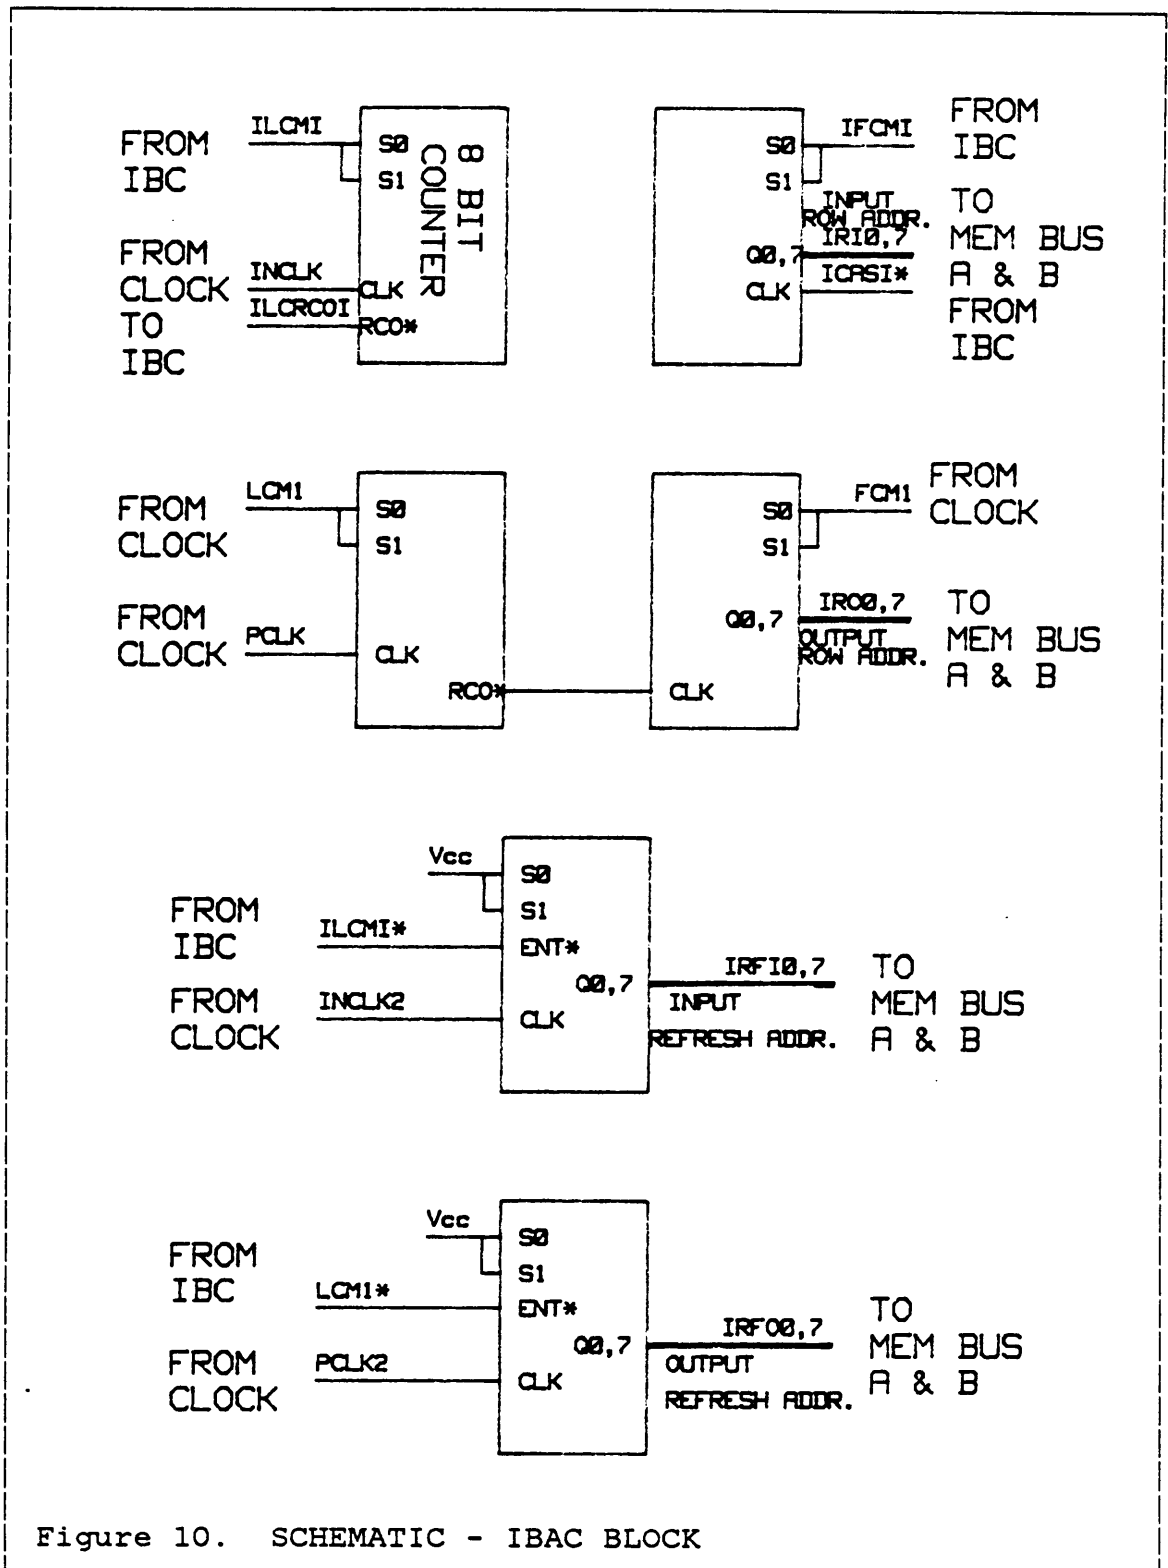 FROM
IBC
ILCMI
S0
S1
8 BIT
COUNTER
FROM
CLOCK
INCLK
CLK
TO
IBC
ILCRCOI
RCO*
S0
S1
IFCMI
FROM
IBC
INPUT
ROW ADDR.
Q0,7
IRI0,7
TO
MEM BUS
A & B
CLK
ICASI*
FROM
IBC
FROM
CLOCK
LCM1
S0
S1
FROM
CLOCK
PCLK
CLK
RCO*
S0
S1
FCM1
FROM
CLOCK
Q0,7
IRO0,7
OUTPUT
ROW ADDR.
TO
MEM BUS
A & B
CLK
Vcc
S0
S1
FROM
IBC
ILCMI*
ENT*
FROM
CLOCK
INCLK2
CLK
Q0,7
IRFI0,7
INPUT
REFRESH ADDR.
TO
MEM BUS
A & B
Vcc
S0
S1
FROM
IBC
LCM1*
ENT*
FROM
CLOCK
PCLK2
CLK
Q0,7
IRFO0,7
OUTPUT
REFRESH ADDR.
TO
MEM BUS
A & B
Figure 10. SCHEMATIC - IBAC BLOCK